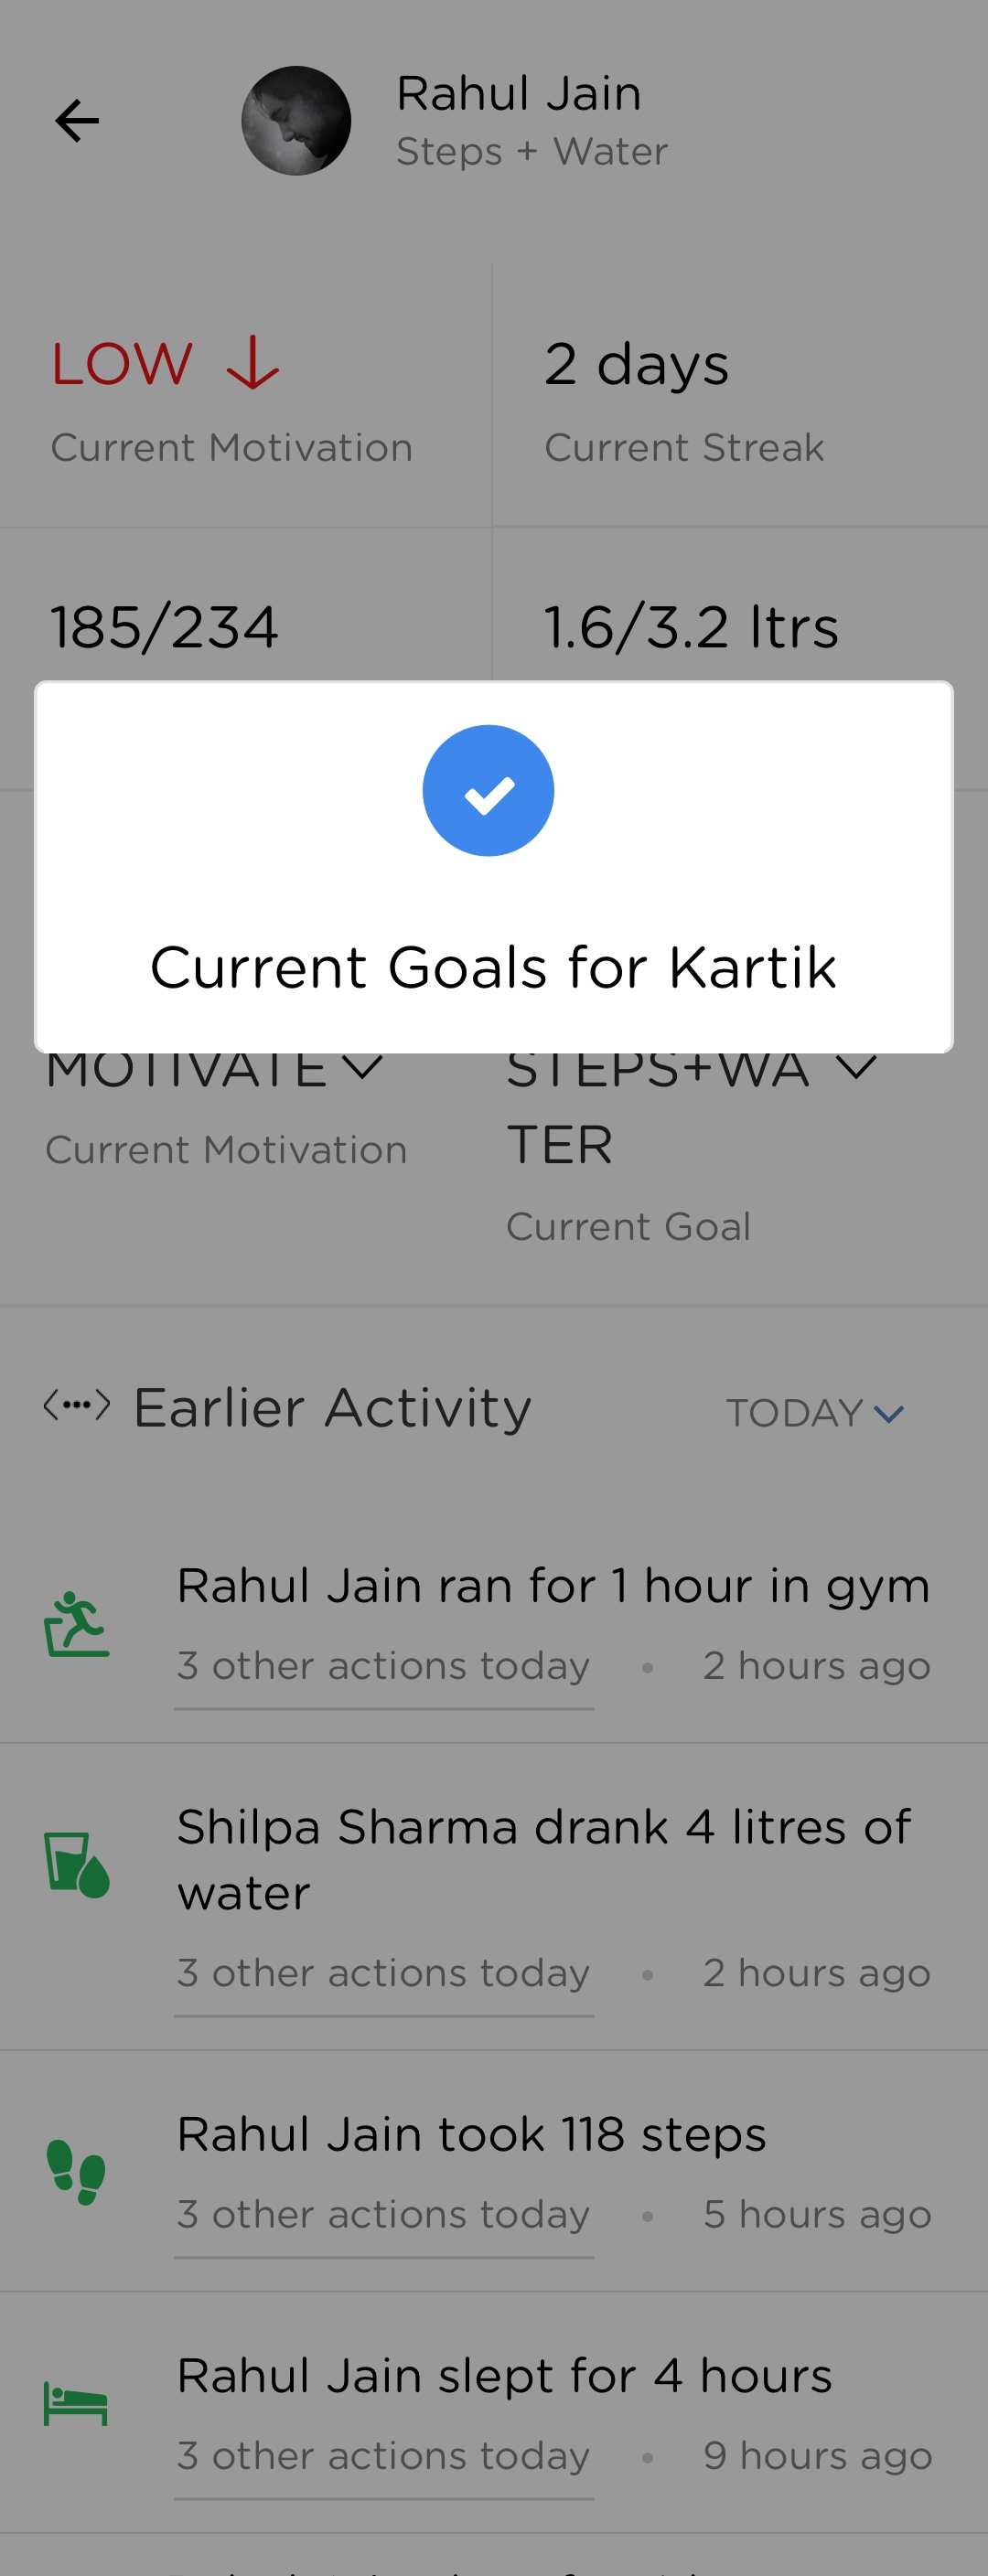 Rahul Jain
Steps + Water
LOW
2 days
Current Motivation
Current Streak
185/234
1.6/3.2 ltrs
Current Goals for Kartik
MOTIVATE
STEPS+WA
TER
Current Motivation
Current Goal
Earlier Activity
TODAY
Rahul Jain ran for 1 hour in gym
3 other actions today • 2 hours ago
Shilpa Sharma drank 4 litres of
water
3 other actions today • 2 hours ago
Rahul Jain took 118 steps
3 other actions today • 5 hours ago
Rahul Jain slept for 4 hours
3 other actions today • 9 hours ago